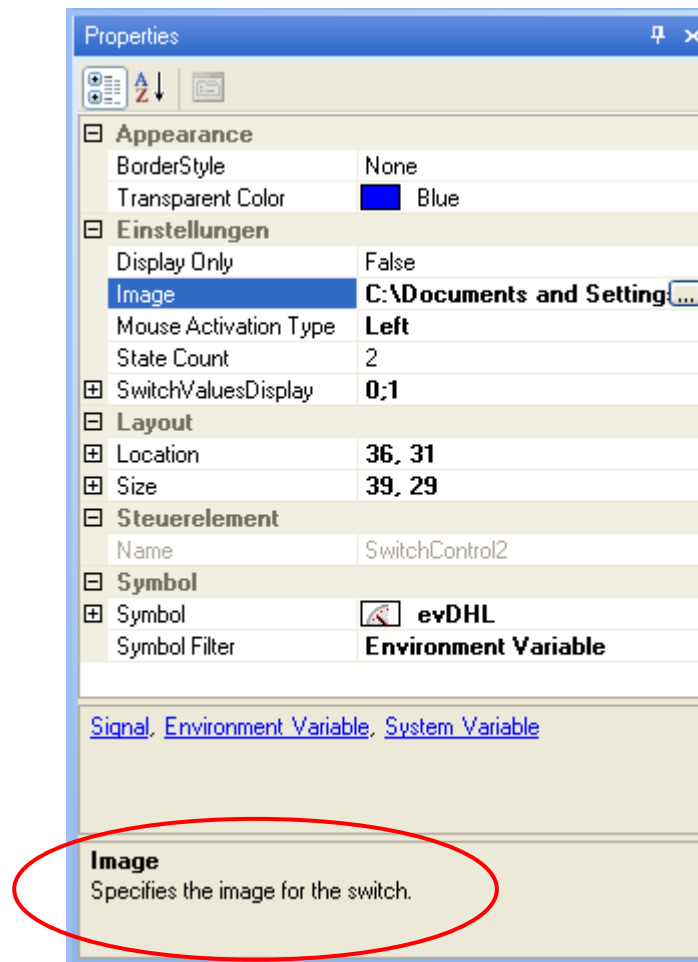 Properties
Appearance
BorderStyle None
Transparent Color Blue
Einstellungen
Display Only False
Image C:\Documents and Settings ...
Mouse Activation Type Left
State Count 2
SwitchValuesDisplay 0;1
Layout
Location 36, 31
Size 39, 29
Steuerelement
Name SwitchControl2
Symbol
Symbol evDHL
Symbol Filter Environment Variable
Signal, Environment Variable, System Variable
Image
Specifies the image for the switch.